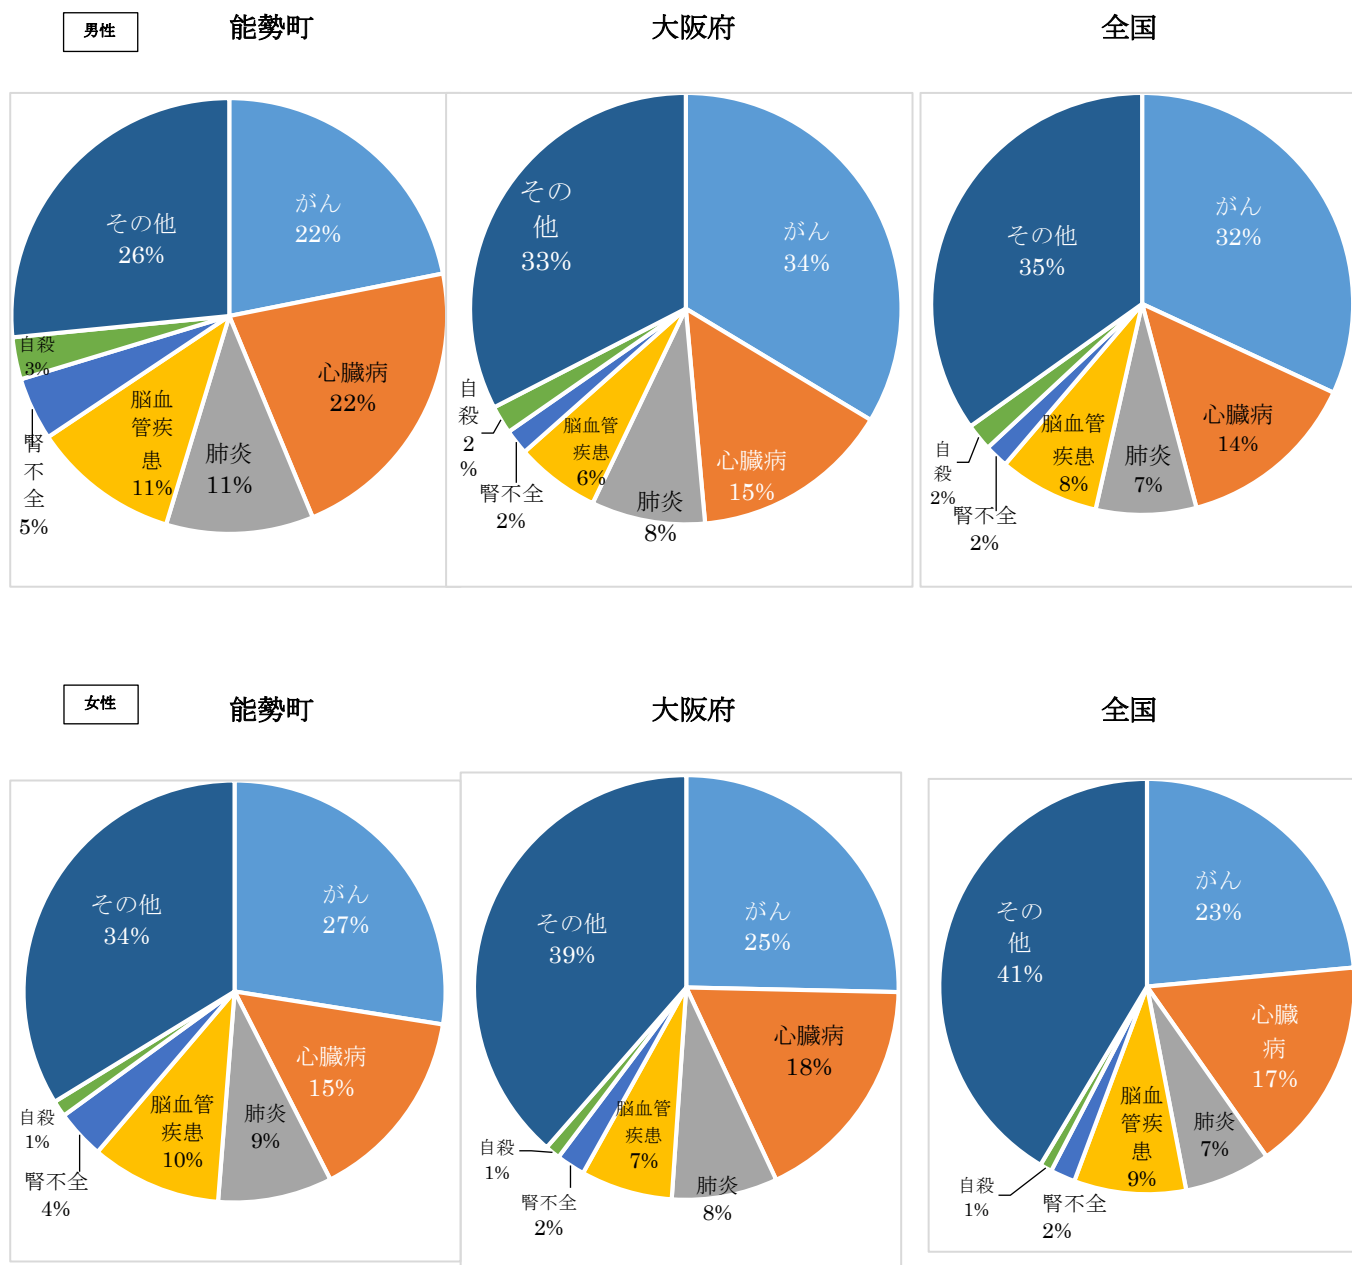 男性
能勢町
大阪府
全国
がん
22%
心臓病
22%
肺炎
11%
脳血
管疾
患
11%
腎
不
全
5%
自殺
3%
その他
26%
がん
34%
心臓病
15%
肺炎
8%
脳血管
疾患
6%
腎不全
2%
自
殺
2
%
その
他
33%
がん
32%
心臓病
14%
肺炎
7%
脳血管
疾患
8%
腎不全
2%
自
殺
2%
その他
35%
女性
能勢町
大阪府
全国
がん
27%
心臓病
15%
肺炎
9%
脳血管
疾患
10%
腎不全
4%
自殺
1%
その他
34%
がん
25%
心臓病
18%
肺炎
8%
脳血管
疾患
7%
腎不全
2%
自殺
1%
その他
39%
がん
23%
心臓
病
17%
肺炎
7%
脳血
管疾
患
9%
腎不全
2%
自殺
1%
その
他
41%